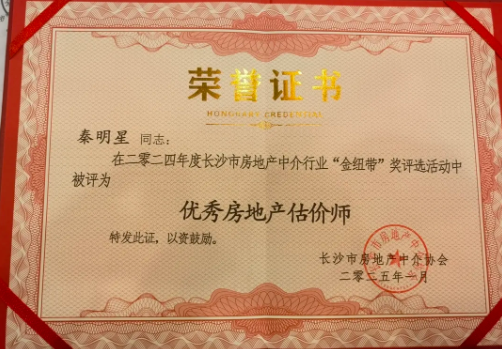 荣誉证书
HONORARY CREDENTIAL
秦明星 同志：
在二零二四年度长沙市房地产中介行业“金纽带”奖评选活动中
被评为
优秀房地产估价师
特发此证，以资鼓励。
长沙市房地产中介协会
二零二五年一月